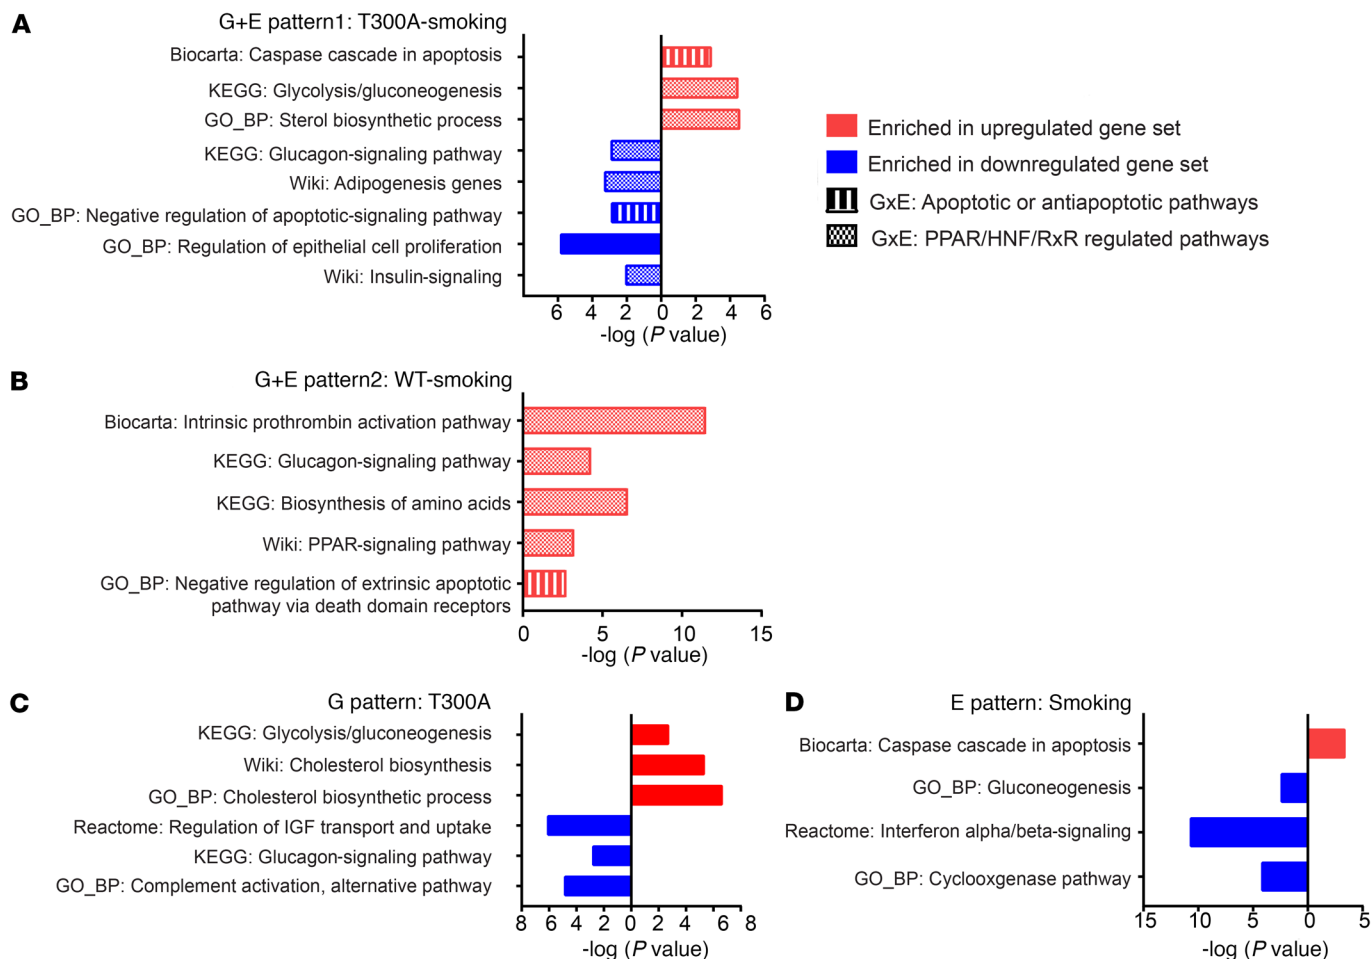 A
G+E pattern1: T300A-smoking
Biocarta: Caspase cascade in apoptosis
KEGG: Glycolysis/gluconeogenesis
GO_BP: Sterol biosynthetic process
KEGG: Glucagon-signaling pathway
Wiki: Adipogenesis genes
GO_BP: Negative regulation of apoptotic-signaling pathway
GO_BP: Regulation of epithelial cell proliferation
Wiki: Insulin-signaling
6 4 2 0 2 4 6
-log (P value)
Enriched in upregulated gene set
Enriched in downregulated gene set
GxE: Apoptotic or antiapoptotic pathways
GxE: PPAR/HNF/RxR regulated pathways
B
G+E pattern2: WT-smoking
Biocarta: Intrinsic prothrombin activation pathway
KEGG: Glucagon-signaling pathway
KEGG: Biosynthesis of amino acids
Wiki: PPAR-signaling pathway
GO_BP: Negative regulation of extrinsic apoptotic
pathway via death domain receptors
0 5 10 15
-log (P value)
C
G pattern: T300A
KEGG: Glycolysis/gluconeogenesis
Wiki: Cholesterol biosynthesis
GO_BP: Cholesterol biosynthetic process
Reactome: Regulation of IGF transport and uptake
KEGG: Glucagon-signaling pathway
GO_BP: Complement activation, alternative pathway
8 6 4 2 0 2 4 6 8
-log (P value)
D
E pattern: Smoking
Biocarta: Caspase cascade in apoptosis
GO_BP: Gluconeogenesis
Reactome: Interferon alpha/beta-signaling
GO_BP: Cyclooxgenase pathway
15 10 5 0 5
-log (P value)